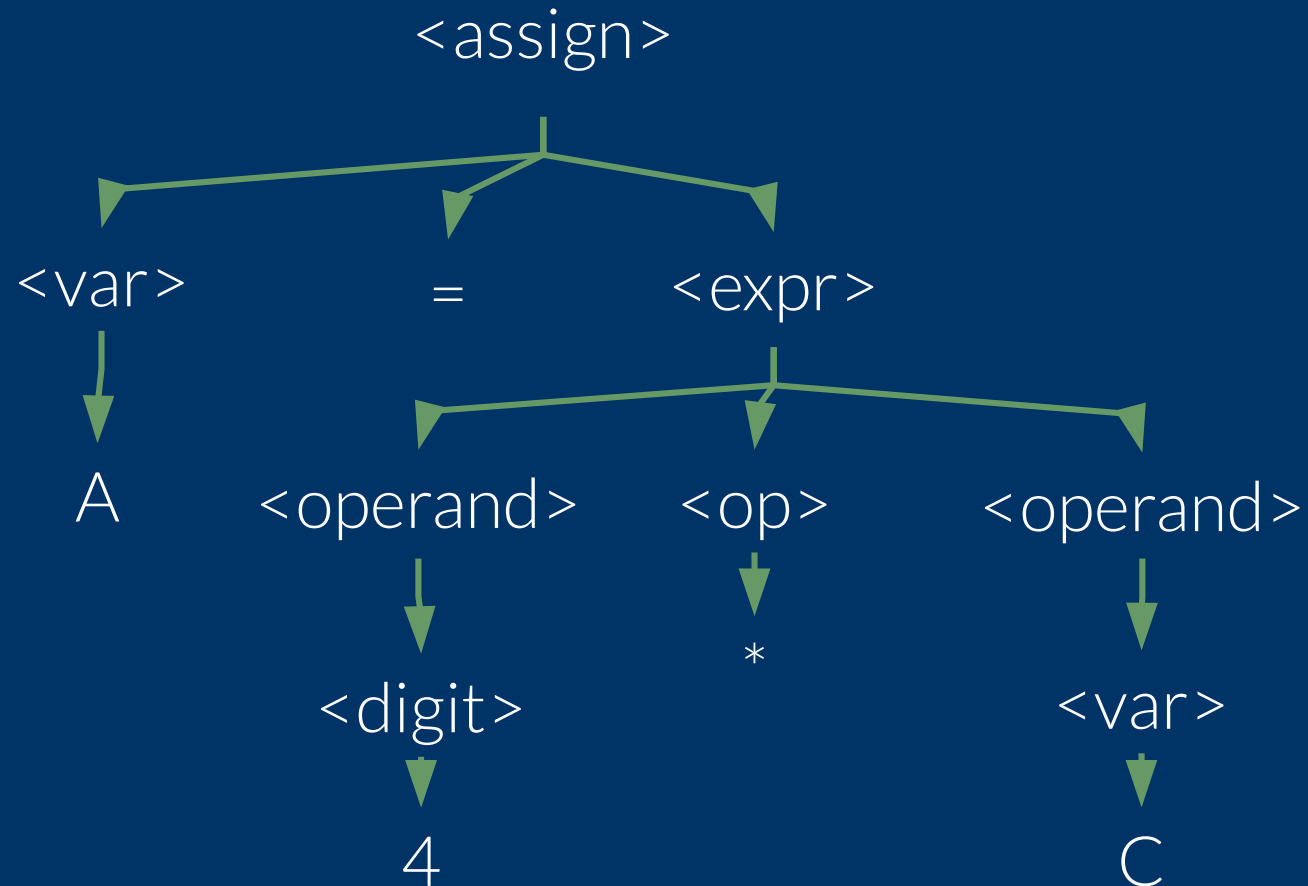 <assign>
<var> = <expr>
A <operand> <op> <operand>
*
<digit> <var>
4 C